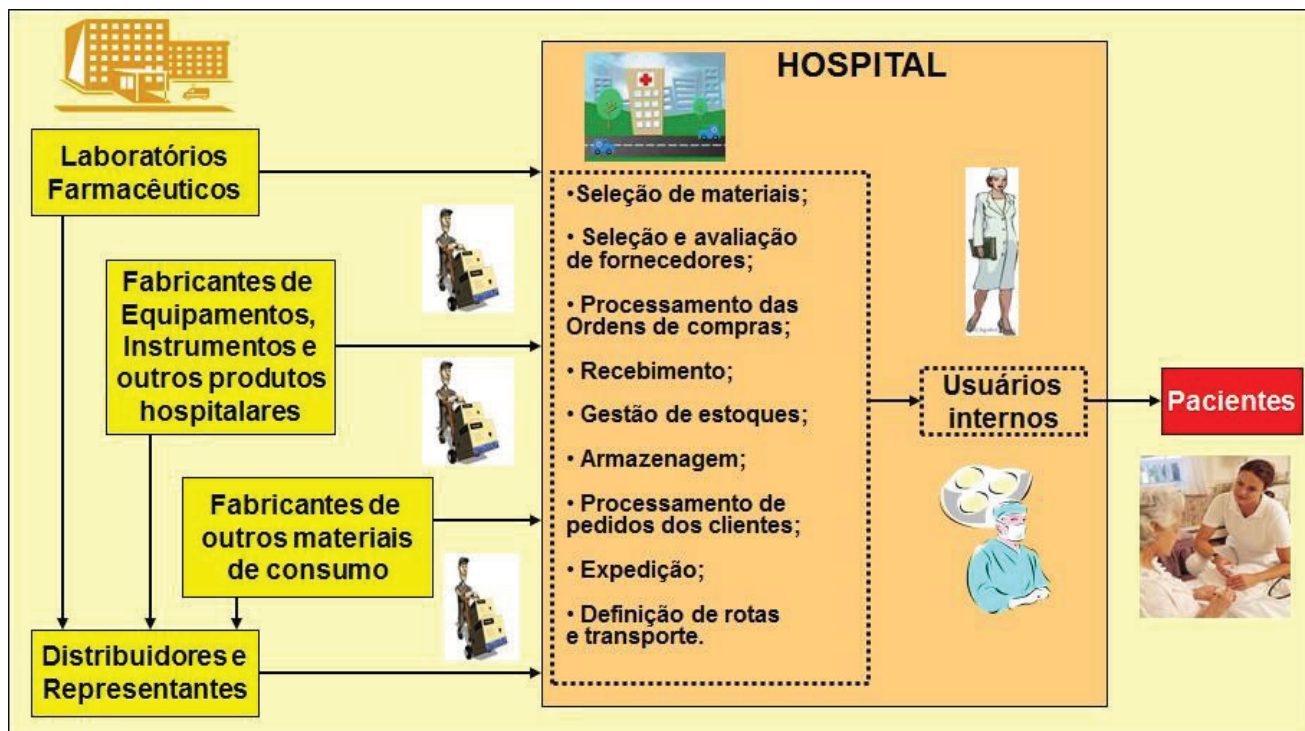 HOSPITAL
Laboratórios
Farmacêuticos
Fabricantes de
Equipamentos,
Instrumentos e
outros produtos
hospitalares
Fabricantes de
outros materiais
de consumo
Distribuidores e
Representantes
•Seleção de materiais;
• Seleção e avaliação
de fornecedores;
• Processamento das
Ordens de compras;
• Recebimento;
• Gestão de estoques;
• Armazenagem;
• Processamento de
pedidos dos clientes;
• Expedição;
• Definição de rotas
e transporte.
Usuários
internos
Pacientes